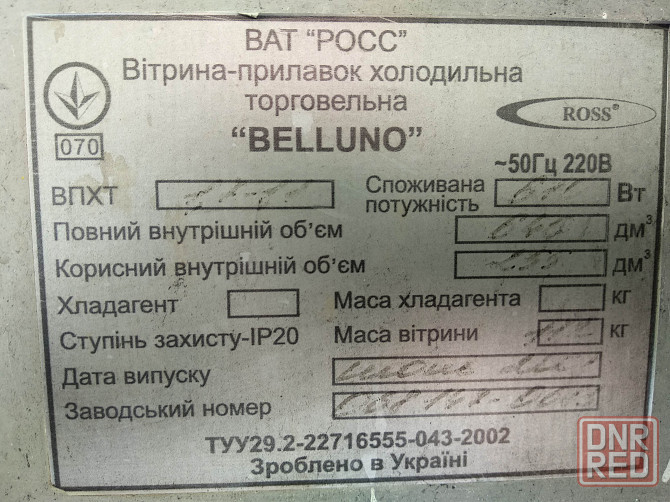 ВАТ “РОСС”
Вітрина-прилавок холодильна
торговельна
“BELLUNO”
ROSS®
070
~50Гц 220В
ВПХТ
Споживана потужність Вт
Повний внутрішній об’єм дм³
Корисний внутрішній об’єм дм³
Хладагент Маса хладагента кг
Ступінь захисту-IP20 Маса вітрини кг
Дата випуску
Заводський номер
ТУУ29.2-22716555-043-2002
Зроблено в Україні
DNR
RED